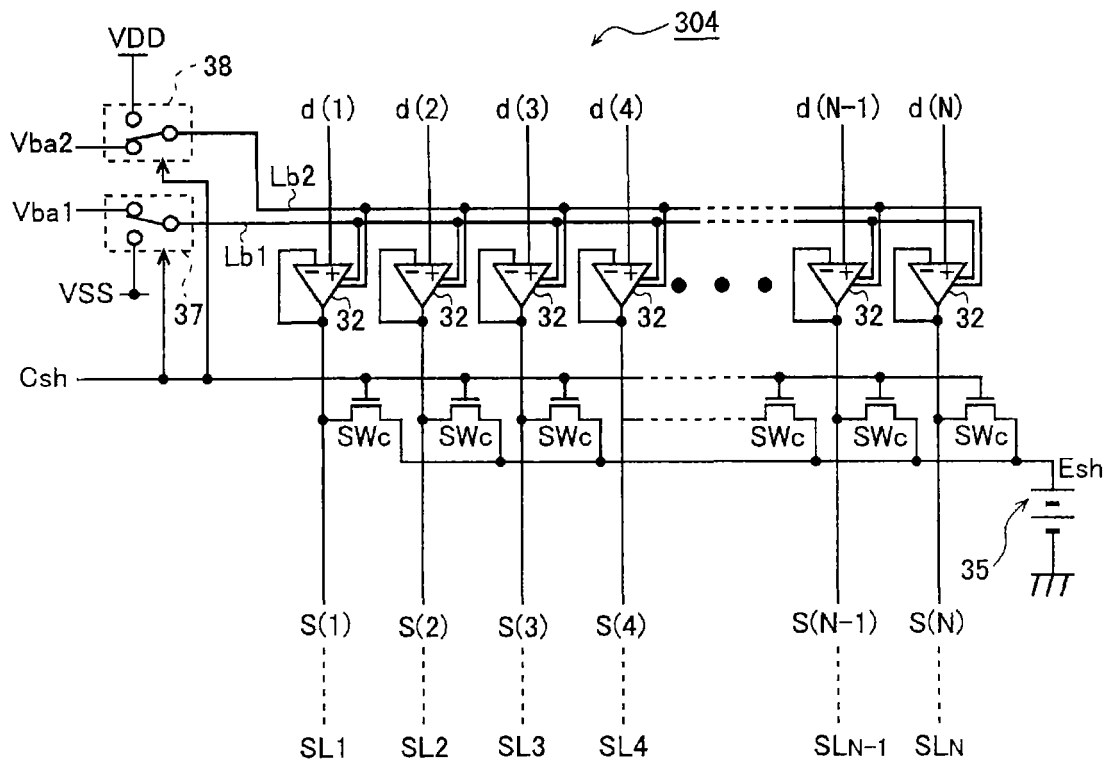 304
VDD
38
d(1) d(2) d(3) d(4) d(N-1) d(N)
Vba2
Lb2
Vba1
Lb1
- + - + - + - + - + - +
VSS
37 32 32 32 32 32 32
Csh
SWc SWc SWc SWc SWc SWc
Esh
35
S(1) S(2) S(3) S(4) S(N-1) S(N)
SL1 SL2 SL3 SL4 SLN-1 SLN